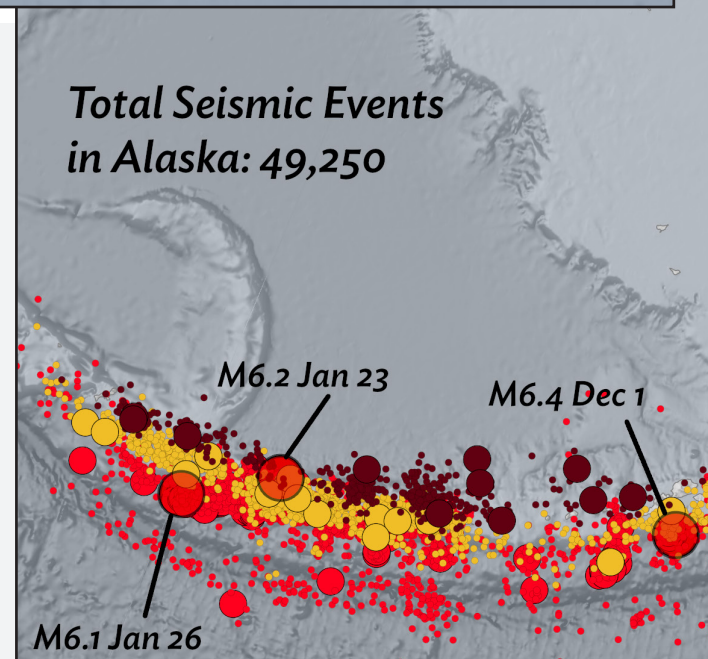 Total Seismic Events
in Alaska: 49,250
M6.2 Jan 23
M6.4 Dec 1
M6.1 Jan 26